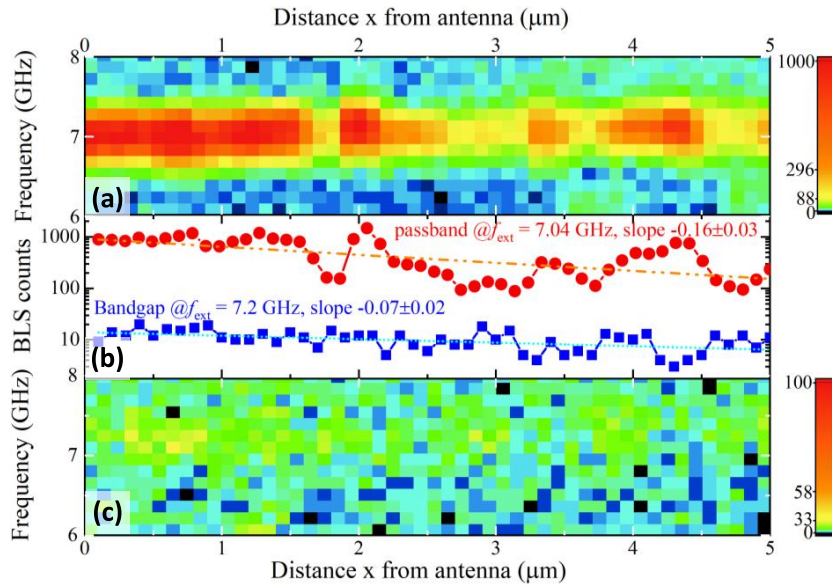 Distance x from antenna (μm)
0 1 2 3 4 5
Frequency (GHz)
8
7
6
(a)
1000
296
88
0
BLS counts
1000
100
10
passband @fext = 7.04 GHz, slope -0.16±0.03
Bandgap @fext = 7.2 GHz, slope -0.07±0.02
(b)
Frequency (GHz)
8
7
6
(c)
100
58
33
0
0 1 2 3 4 5
Distance x from antenna (μm)